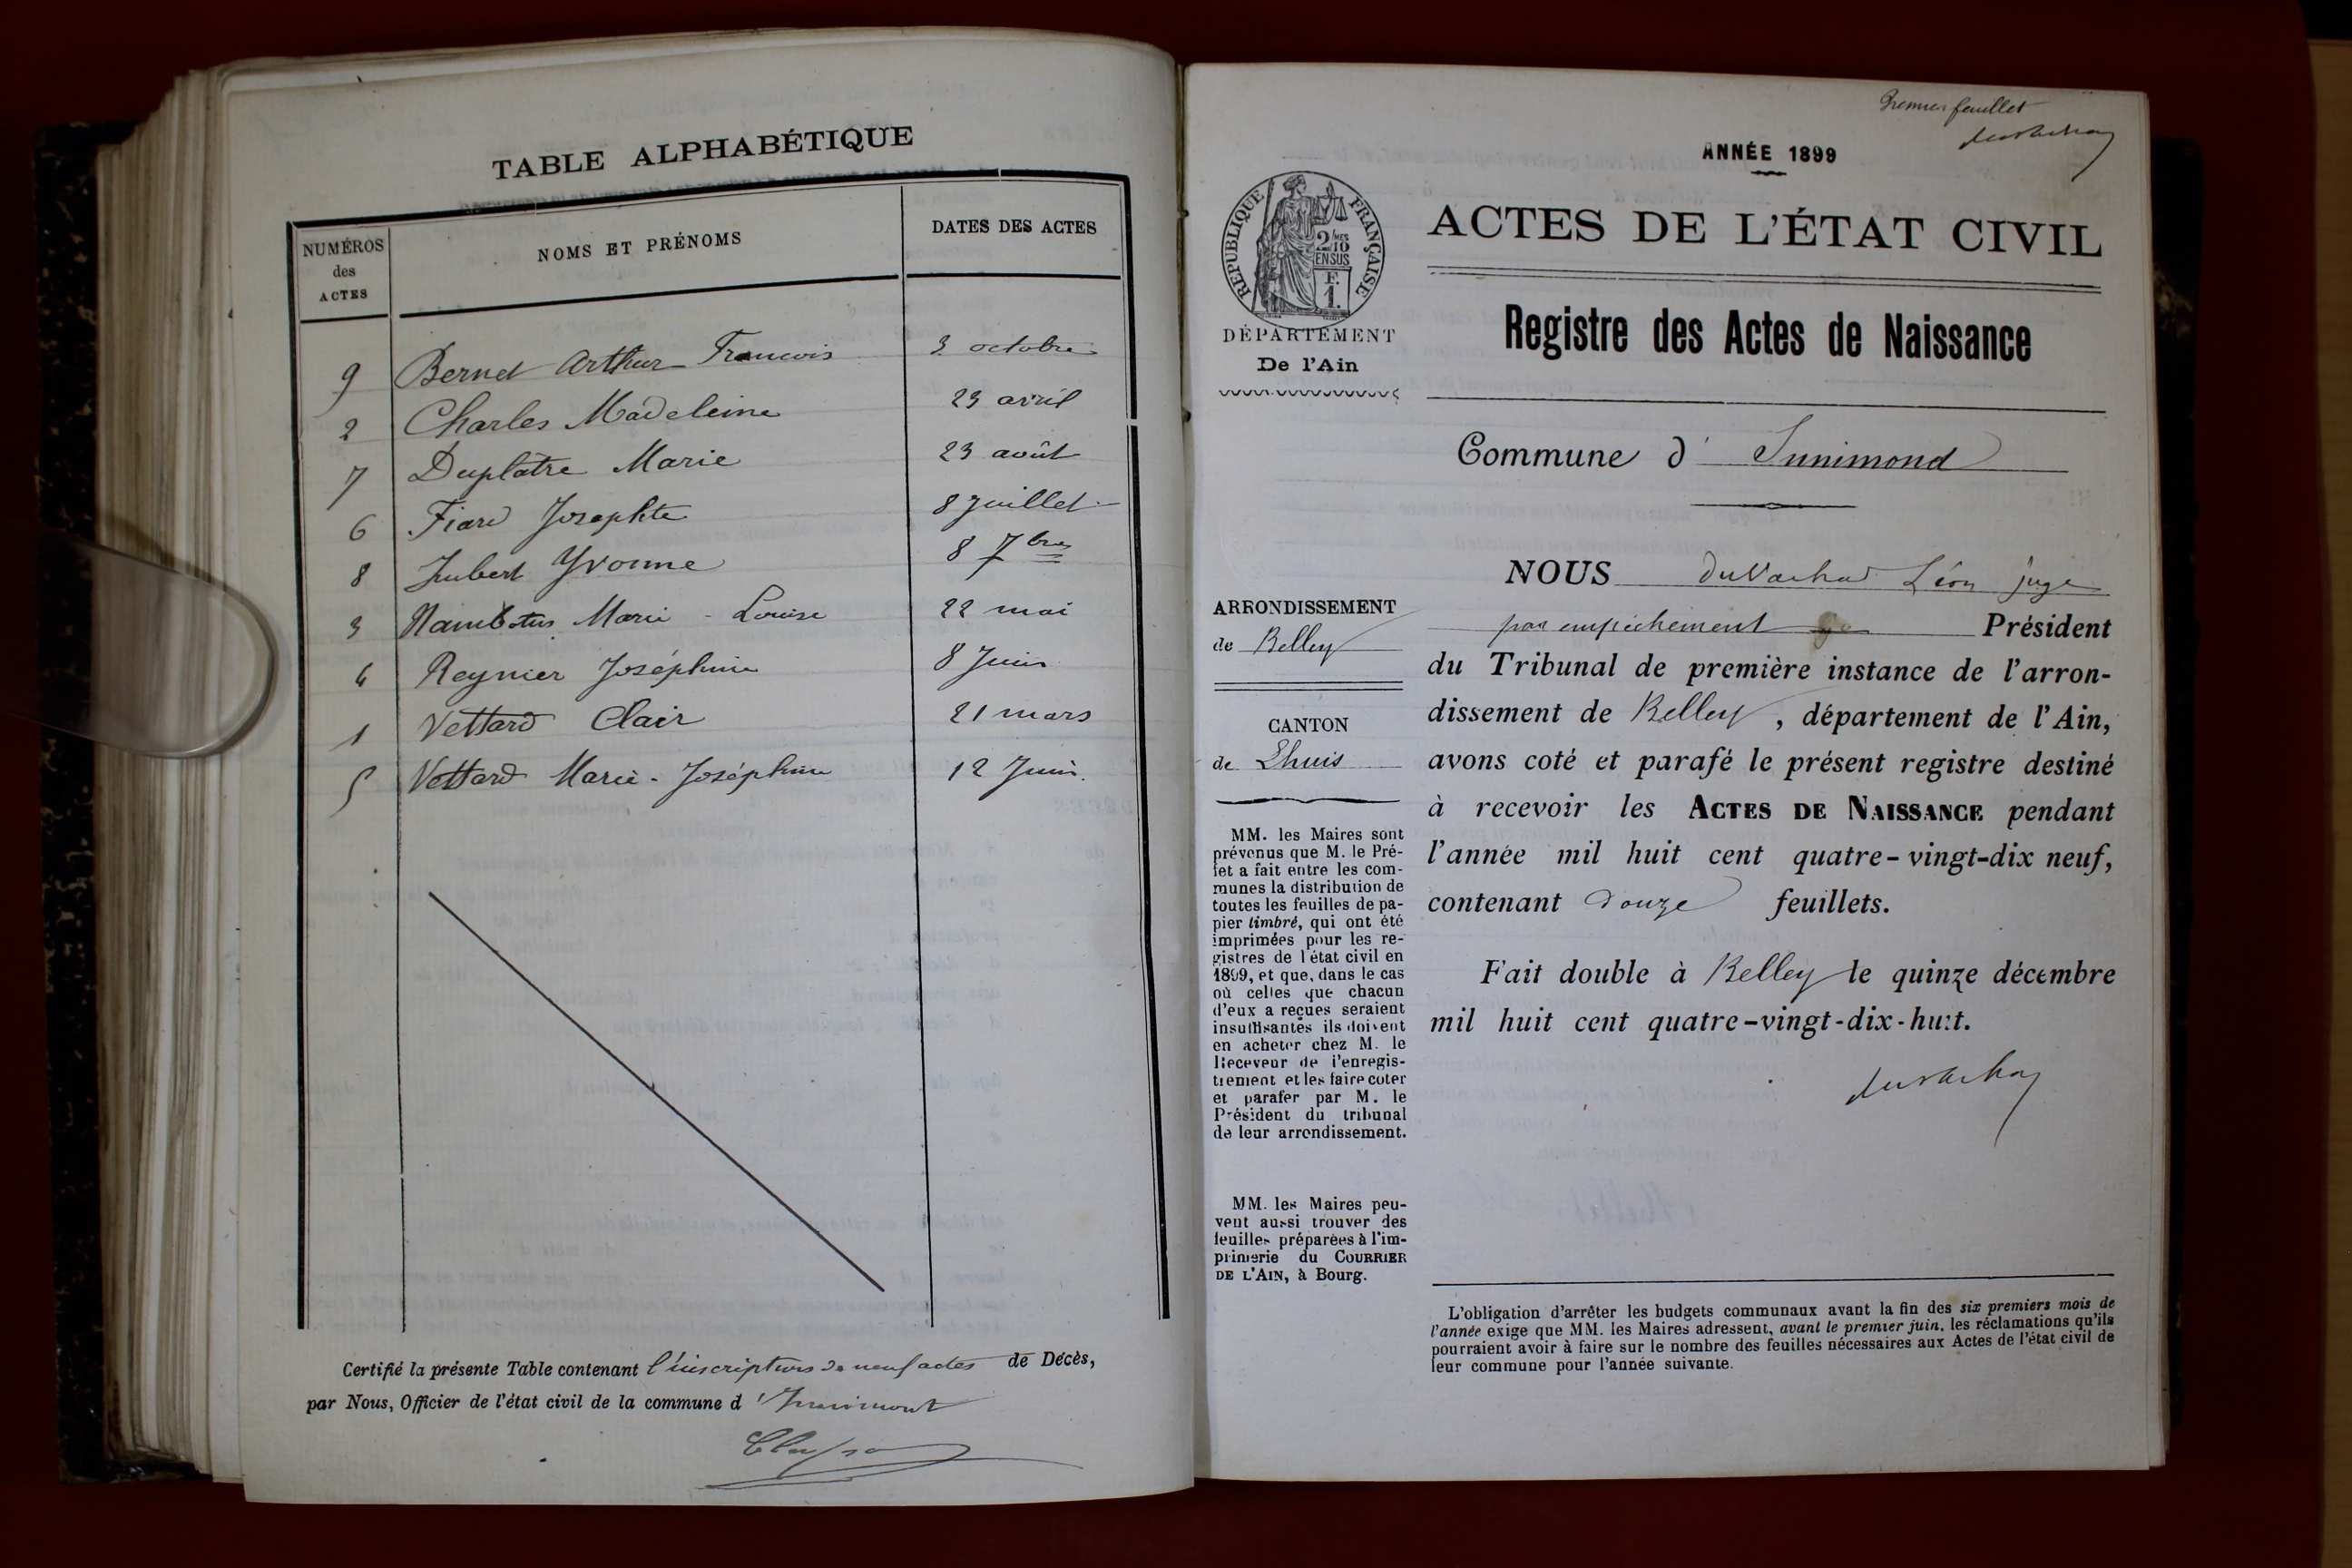 TABLE ALPHABÉTIQUE
NUMÉROS
des
ACTES
NOMS ET PRÉNOMS
DATES DES ACTES
9 Bernet Arthur François 3 octobre
2 Charles Madeleine 23 avril
7 Duplâtre Marie 23 août
6 Fiard Josephte 8 Juillet
8 Jubert Yvonne 8 7bre
3 Marie - Louise 22 mai
4 Reynier Joséphine 8 Juin
1 Vettard Clair 21 mars
5 Vettard Marie-Joséphine 12 Juin
Certifié la présente Table contenant l'inscriptions de neuf actes de Décès,
par Nous, Officier de l'état civil de la commune d'Innimont
Premier feuillet
ANNÉE 1899
RÉPUBLIQUE FRANÇAISE
2/10MES
EN SUS
F.
1.
DÉPARTEMENT
De l'Ain
ACTES DE L'ÉTAT CIVIL
Registre des Actes de Naissance
Commune d' Innimond
ARRONDISSEMENT
de Belley
CANTON
de Lhuis
MM. les Maires sont
prévenus que M. le Pré-
fet a fait entre les com-
munes la distribution de
toutes les feuilles de pa-
pier timbré, qui ont été
imprimées pour les re-
gistres de l'état civil en
1899, et que, dans le cas
où celles que chacun
d'eux a reçues seraient
insuffisantes ils doivent
en acheter chez M. le
Receveur de l'enregis-
trement et les faire coter
et parafer par M. le
Président du tribunal
de leur arrondissement.
MM. les Maires peu-
vent aussi trouver des
feuilles préparées à l'im-
primerie du COURRIER
DE L'AIN, à Bourg.
NOUS Léon juge
par empêchement Président
du Tribunal de première instance de l'arron-
dissement de Belley, département de l'Ain,
avons coté et parafé le présent registre destiné
à recevoir les ACTES DE NAISSANCE pendant
l'année mil huit cent quatre-vingt-dix neuf,
contenant douze feuillets.
Fait double à Belley le quinze décembre
mil huit cent quatre-vingt-dix-huit.
L'obligation d'arrêter les budgets communaux avant la fin des six premiers mois de
l'année exige que MM. les Maires adressent, avant le premier juin, les réclamations qu'ils
pourraient avoir à faire sur le nombre des feuilles nécessaires aux Actes de l'état civil de
leur commune pour l'année suivante.